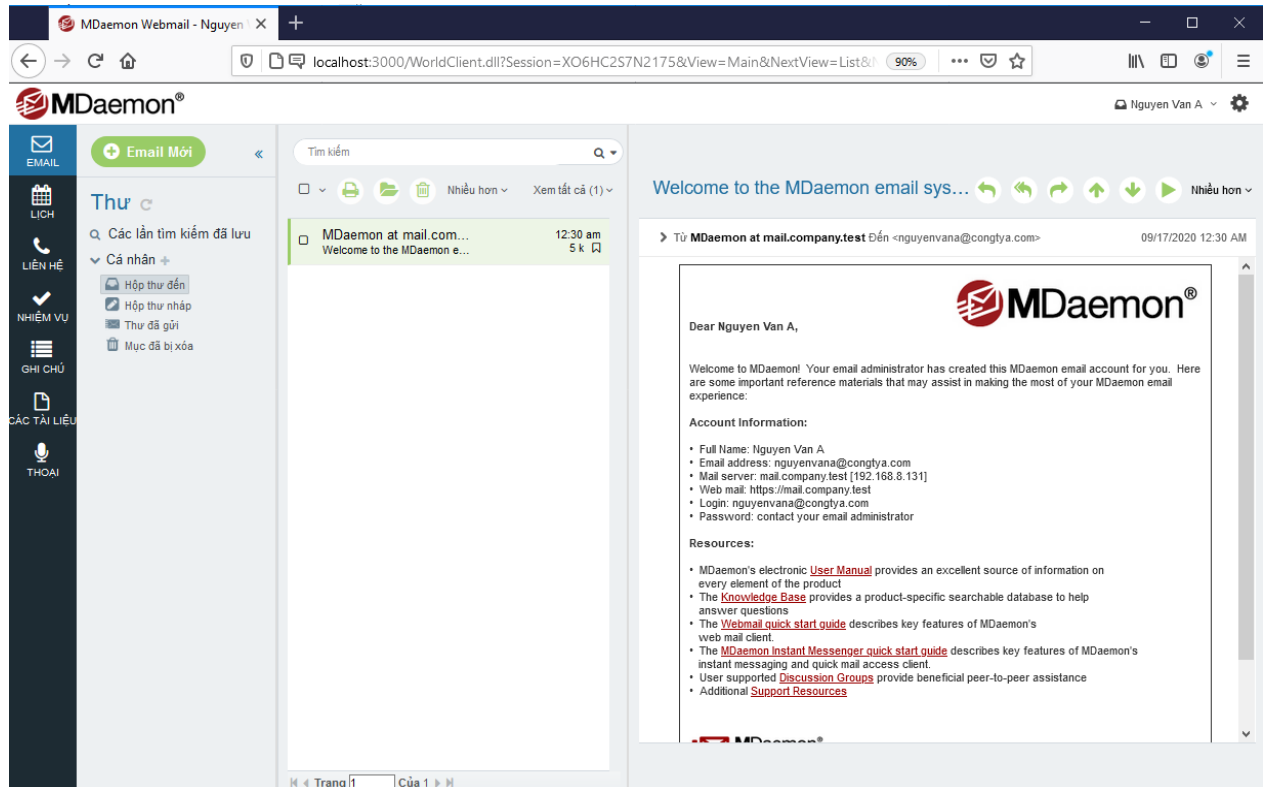 MDaemon Webmail - Nguyen
localhost:3000/WorldClient.dll?Session=XO6HC2S7N2175&View=Main&NextView=List&
90%
MDaemon®
Nguyen Van A
EMAIL
LỊCH
LIÊN HỆ
NHIỆM VỤ
GHI CHÚ
CÁC TÀI LIỆU
THOẠI
Email Mới
«
Thư
Các lần tìm kiếm đã lưu
Cá nhân
Hộp thư đến
Hộp thư nháp
Thư đã gửi
Mục đã bị xóa
Tìm kiếm
Nhiều hơn
Xem tất cả (1)
MDaemon at mail.com... 12:30 am
Welcome to the MDaemon e... 5 k
Trang 1 Của 1
Welcome to the MDaemon email sys...
Nhiều hơn
Từ MDaemon at mail.company.test Đến <nguyenvana@congtya.com> 09/17/2020 12:30 AM
MDaemon®
Dear Nguyen Van A,
Welcome to MDaemon! Your email administrator has created this MDaemon email account for you. Here
are some important reference materials that may assist in making the most of your MDaemon email
experience:
Account Information:
• Full Name: Nguyen Van A
• Email address: nguyenvana@congtya.com
• Mail server: mail.company.test [192.168.8.131]
• Web mail: https://mail.company.test
• Login: nguyenvana@congtya.com
• Password: contact your email administrator
Resources:
• MDaemon's electronic User Manual provides an excellent source of information on
every element of the product
• The Knowledge Base provides a product-specific searchable database to help
answer questions
• The Webmail quick start guide describes key features of MDaemon's
web mail client.
• The MDaemon Instant Messenger quick start guide describes key features of MDaemon's
instant messaging and quick mail access client.
• User supported Discussion Groups provide beneficial peer-to-peer assistance
• Additional Support Resources
MDaemon®